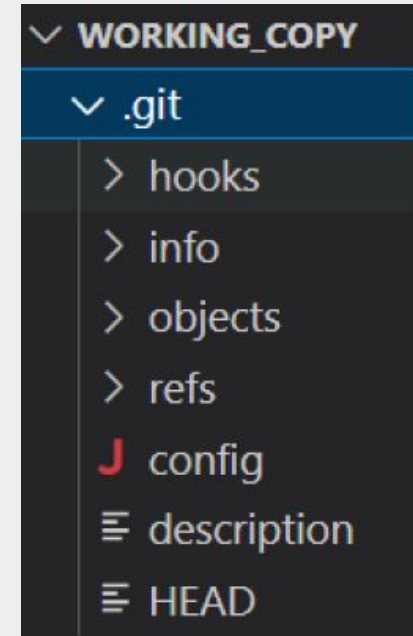 WORKING_COPY
.git
hooks
info
objects
refs
J config
description
HEAD